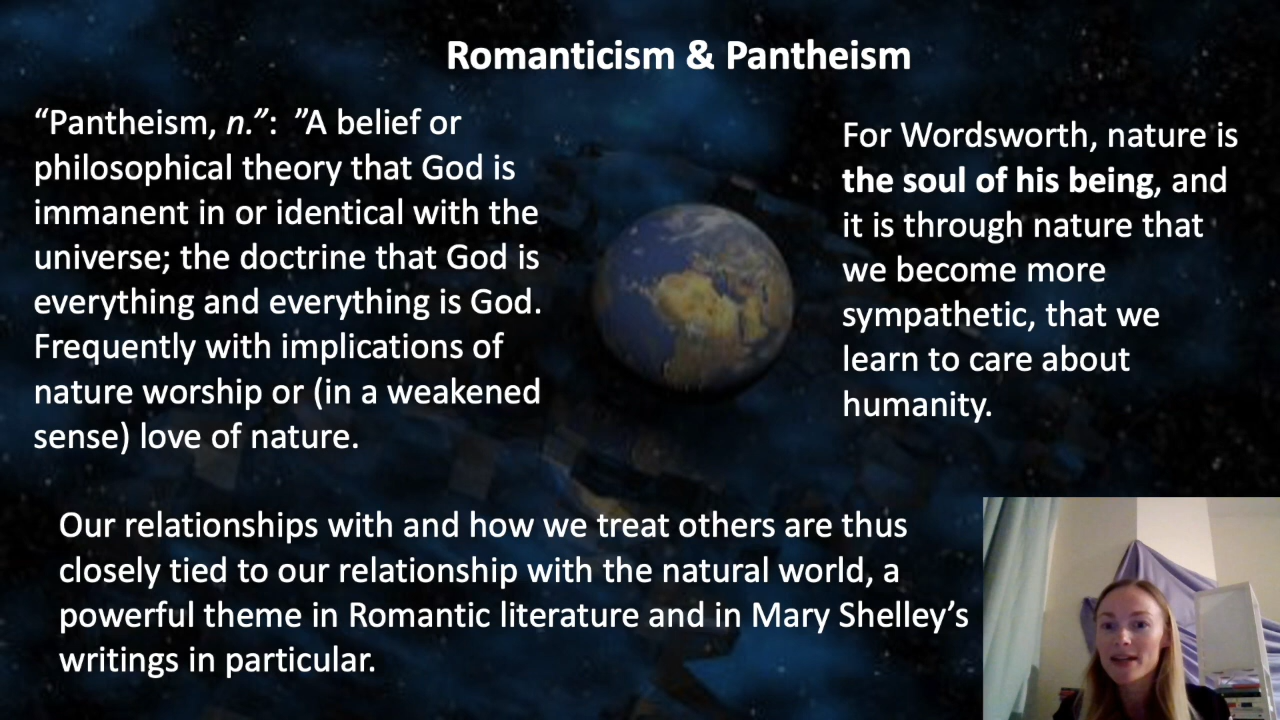 Romanticism & Pantheism
“Pantheism, n.”:  ”A belief or
philosophical theory that God is
immanent in or identical with the
universe; the doctrine that God is
everything and everything is God.
Frequently with implications of
nature worship or (in a weakened
sense) love of nature.
For Wordsworth, nature is
the soul of his being, and
it is through nature that
we become more
sympathetic, that we
learn to care about
humanity.
Our relationships with and how we treat others are thus
closely tied to our relationship with the natural world, a
powerful theme in Romantic literature and in Mary Shelley’s
writings in particular.